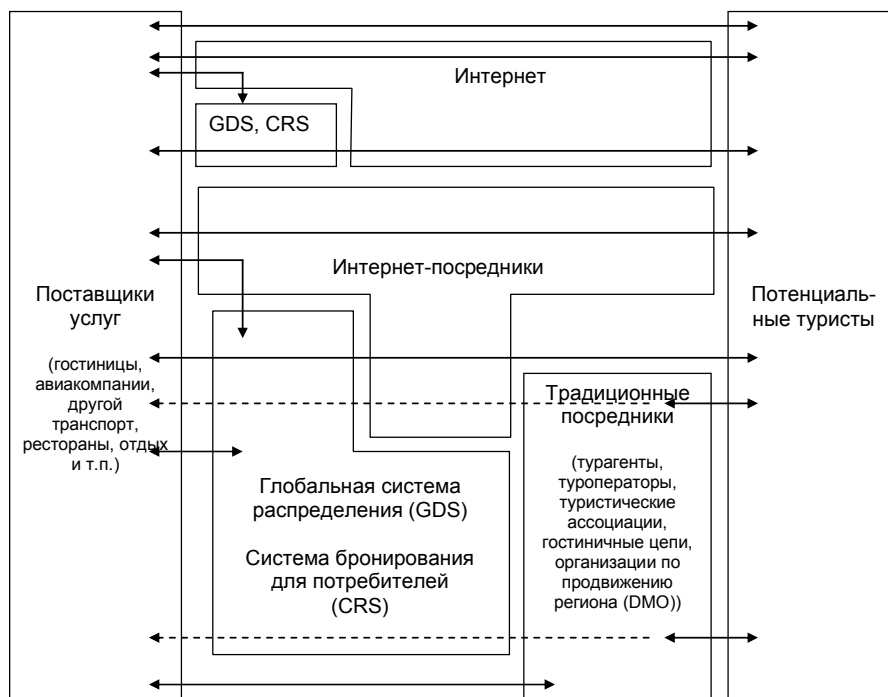 Интернет
GDS, CRS
Интернет-посредники
Поставщики
услуг
(гостиницы,
авиакомпании,
другой
транспорт,
рестораны, отдых
и т.п.)
Потенциаль-
ные туристы
Традиционные
посредники
(турагенты,
туроператоры,
туристические
ассоциации,
гостиничные цепи,
организации по
продвижению
региона (DMO))
Глобальная система
распределения (GDS)
Система бронирования
для потребителей
(CRS)